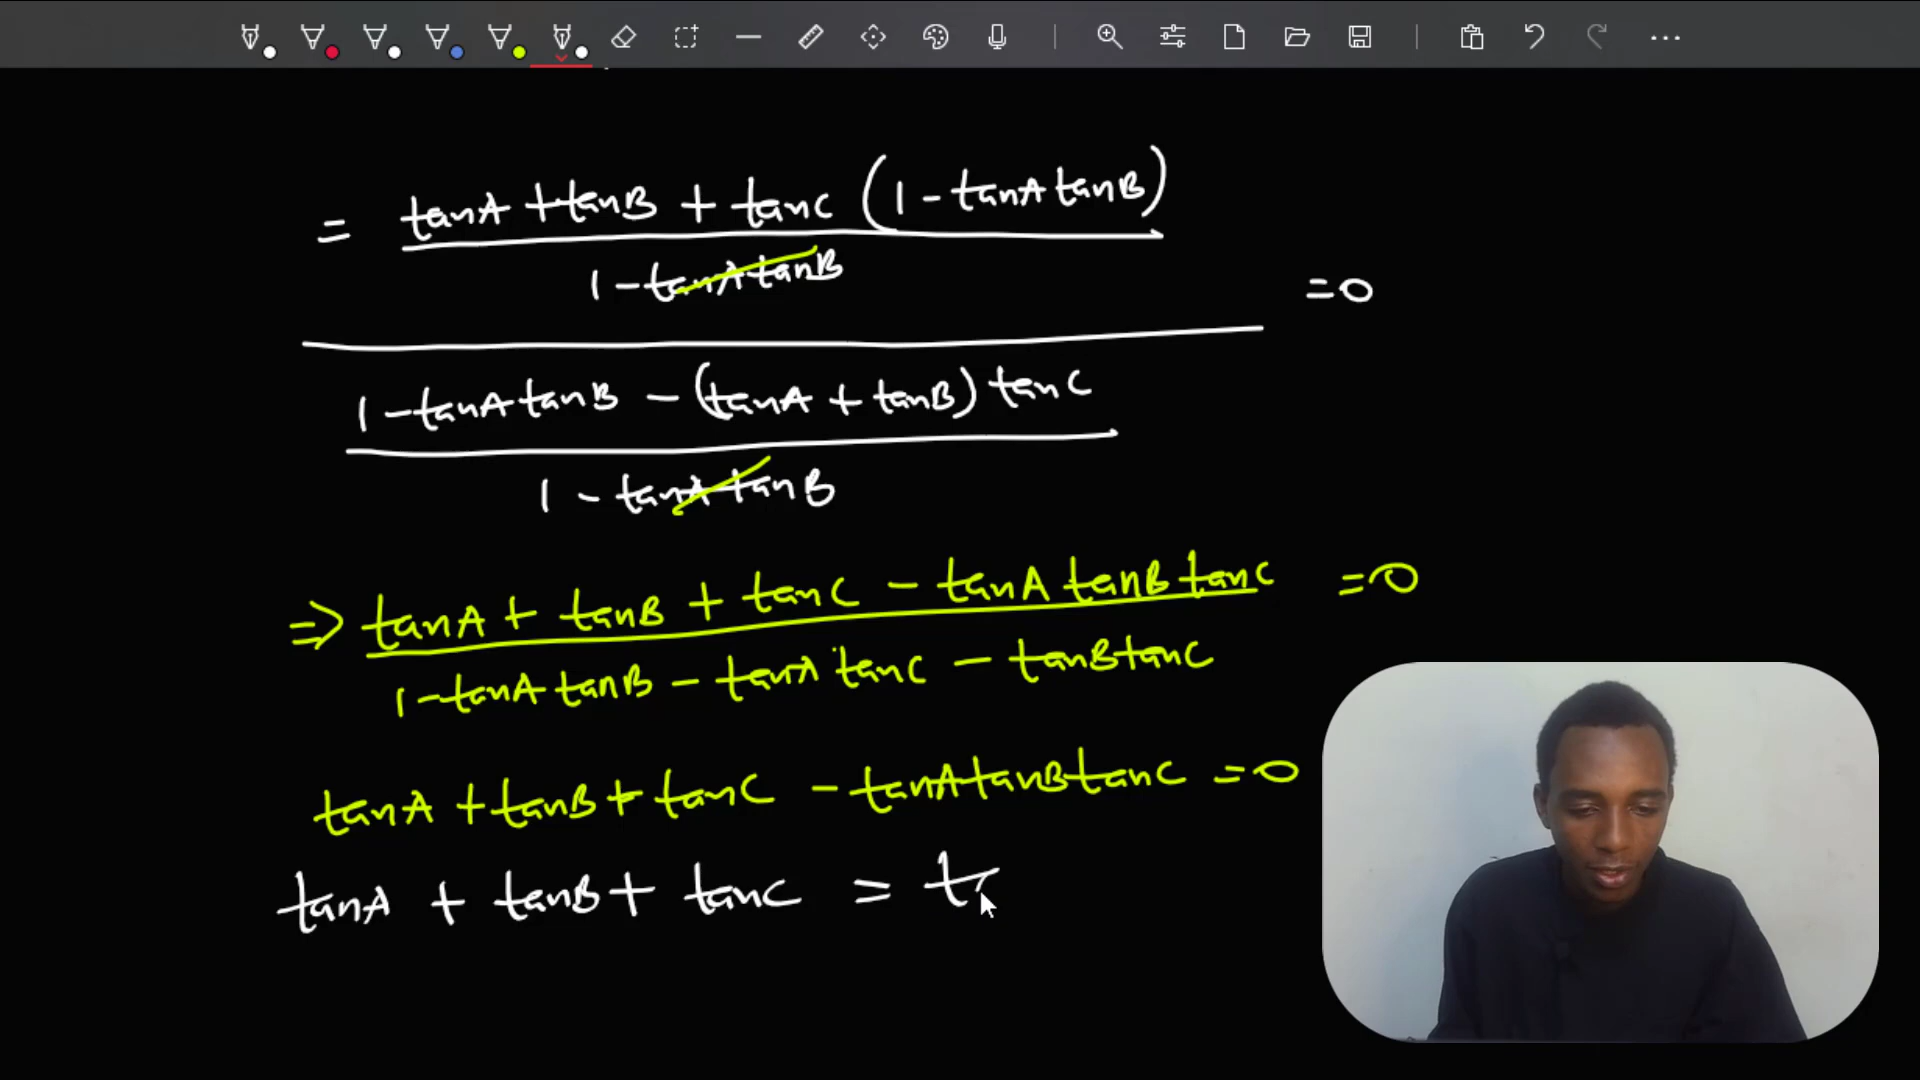 = tanA + tanB + tanC (1 - tanA tanB)
1 - tanA tanB
= 0
1 - tanA tanB - (tanA + tanB) tanC
1 - tanA tanB
⇒ tanA + tanB + tanC - tanA tanB tanC = 0
1 - tanA tanB - tanA tanC - tanB tanC
tanA + tanB + tanC - tanA tanB tanC = 0
tanA + tanB + tanC = t